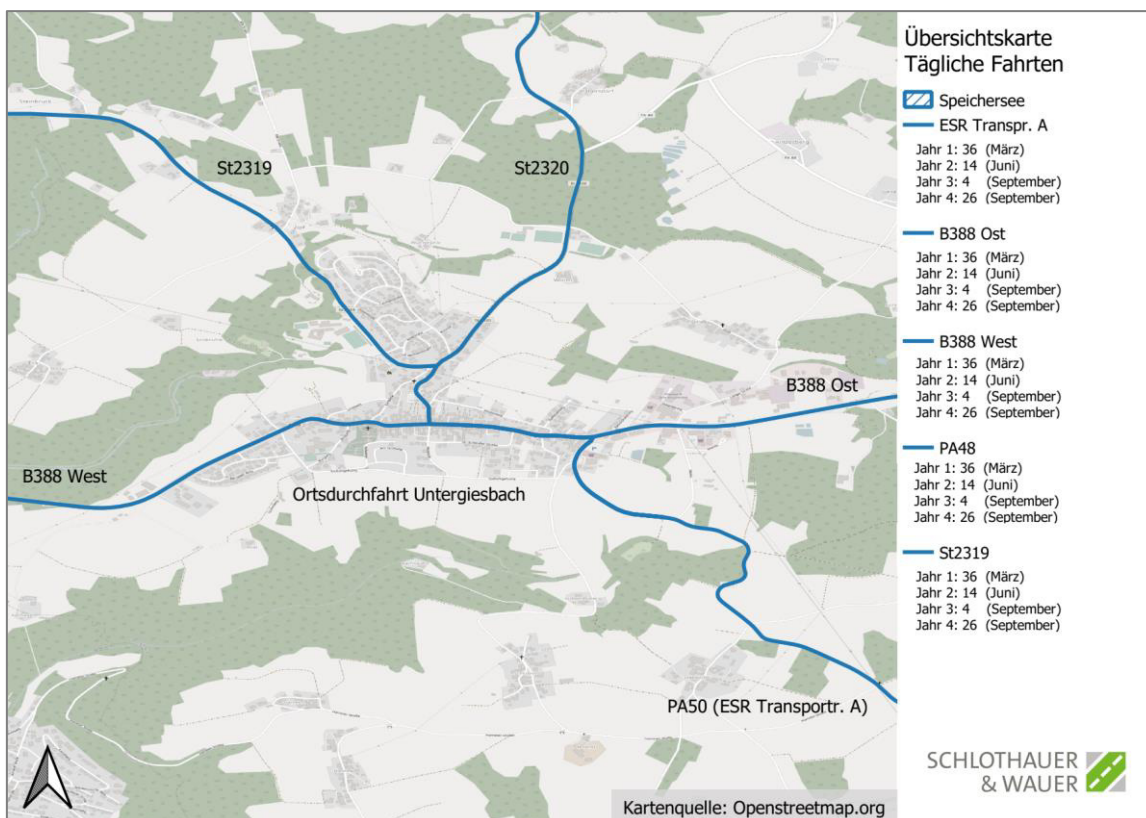 Übersichtskarte
Tägliche Fahrten
Speichersee
ESR Transpr. A
Jahr 1: 36 (März)
Jahr 2: 14 (Juni)
Jahr 3: 4 (September)
Jahr 4: 26 (September)
B388 Ost
Jahr 1: 36 (März)
Jahr 2: 14 (Juni)
Jahr 3: 4 (September)
Jahr 4: 26 (September)
B388 West
Jahr 1: 36 (März)
Jahr 2: 14 (Juni)
Jahr 3: 4 (September)
Jahr 4: 26 (September)
PA48
Jahr 1: 36 (März)
Jahr 2: 14 (Juni)
Jahr 3: 4 (September)
Jahr 4: 26 (September)
St2319
Jahr 1: 36 (März)
Jahr 2: 14 (Juni)
Jahr 3: 4 (September)
Jahr 4: 26 (September)
St2319
St2320
B388 Ost
B388 West
Ortsdurchfahrt Untergiesbach
PA50 (ESR Transportr. A)
Kartenquelle: Openstreetmap.org
SCHLOTHAUER
& WAUER